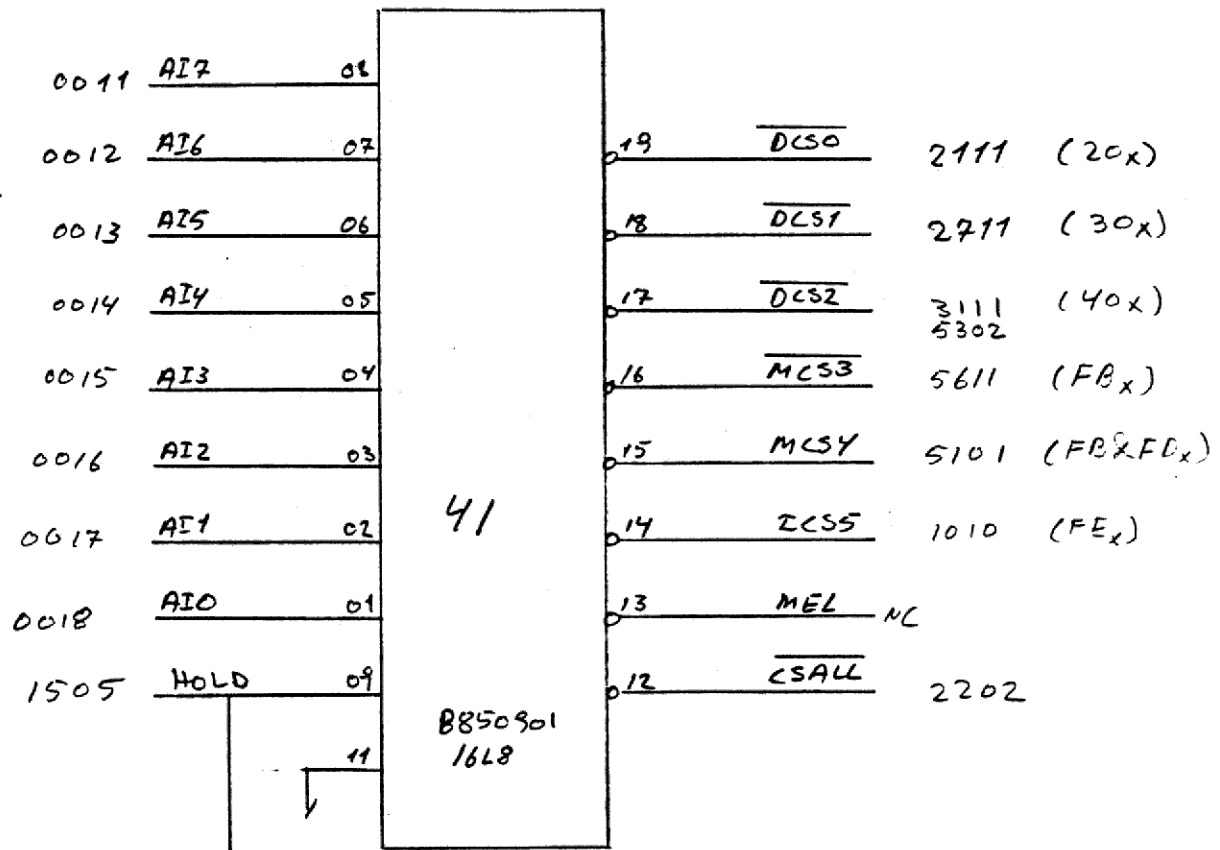 0011 AI7 08
0012 AI6 07
19 DCS0 2111 (20x)
0013 AI5 06
18 DCS1 2711 (30x)
0014 AI4 05
17 DCS2 3111 (40x)
5302
0015 AI3 04
16 MCS3 5611 (FBx)
0016 AI2 03
15 MCS4 5101
41
0017 AI1 02
14 ICS5 1010 (FEx)
0018 AI0 01
13 MEL NC
1505 HOLD 09
12 CSALL 2202
B850901
16L8
11